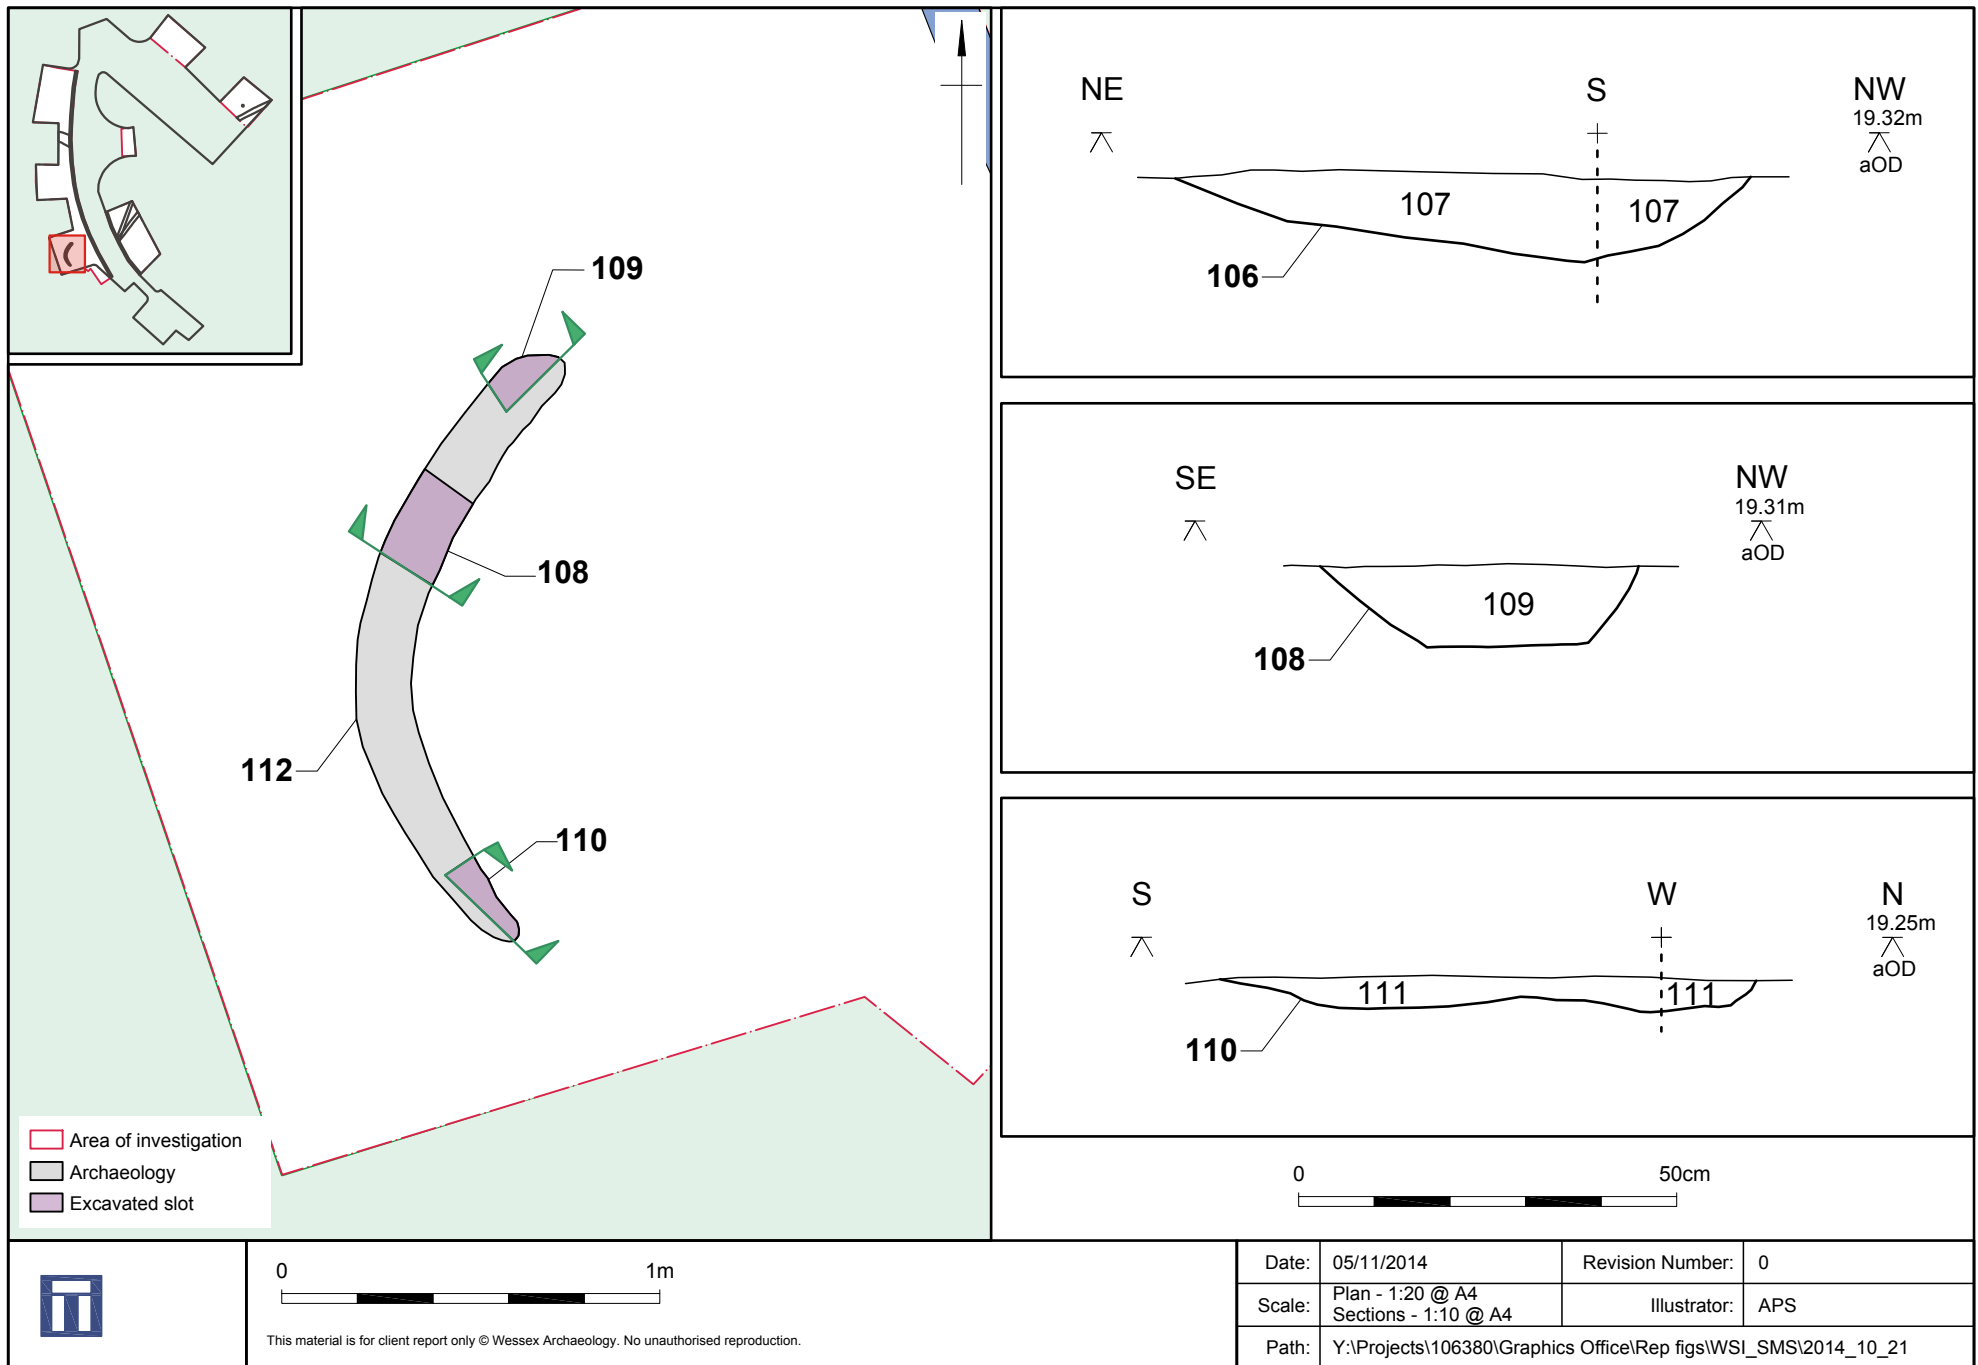 109
108
112
110
Area of investigation
Archaeology
Excavated slot
NE
S
NW
19.32m
aOD
107
107
106
SE
NW
19.31m
aOD
109
108
S
W
N
19.25m
aOD
111
111
110
0 50cm
0 1m
This material is for client report only © Wessex Archaeology. No unauthorised reproduction.
Date: 05/11/2014 Revision Number: 0
Scale: Plan - 1:20 @ A4
Sections - 1:10 @ A4 Illustrator: APS
Path: Y:\Projects\106380\Graphics Office\Rep figs\WSI_SMS\2014_10_21